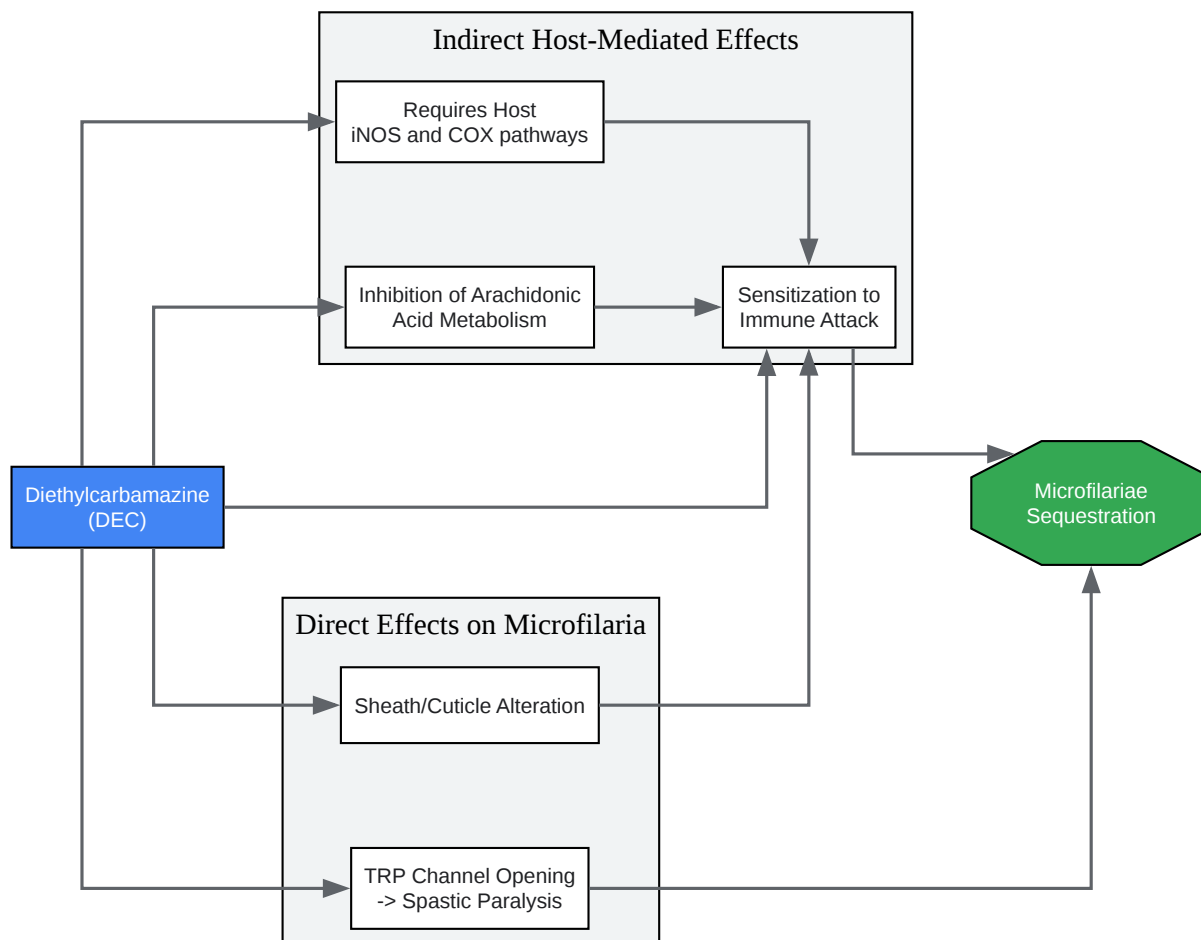 Indirect Host-Mediated Effects
Requires Host
iNOS and COX pathways
Inhibition of Arachidonic
Acid Metabolism
Sensitization to
Immune Attack
Diethylcarbamazine
(DEC)
Microfilariae
Sequestration
Direct Effects on Microfilaria
Sheath/Cuticle Alteration
TRP Channel Opening
-> Spastic Paralysis